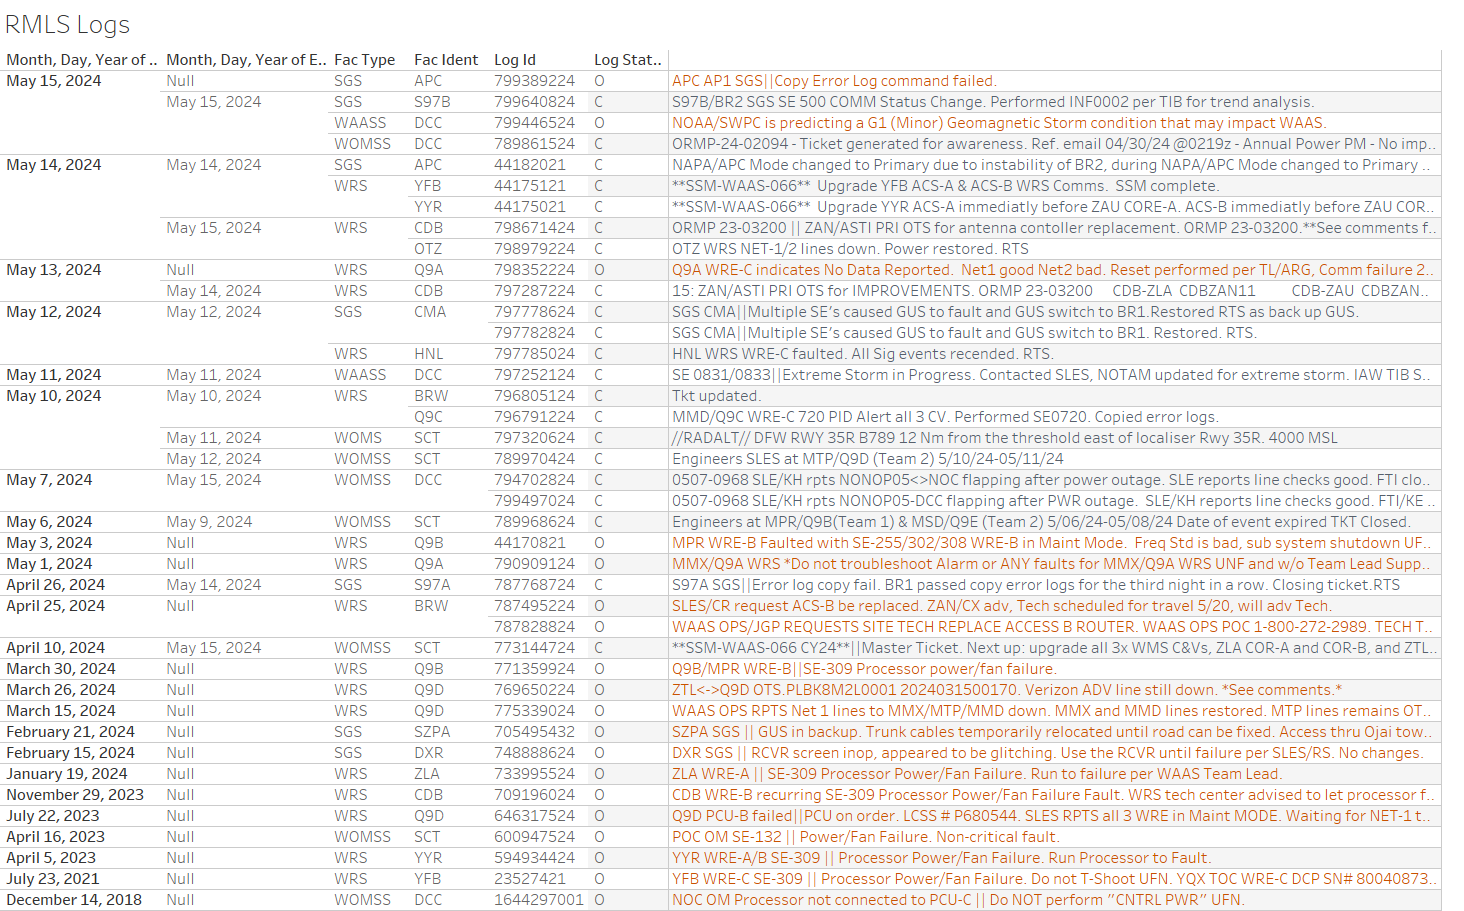 RMLS Logs
Month, Day, Year of .. Month, Day, Year of E.. Fac Type Fac Ident Log Id Log Stat..
May 15, 2024 Null SGS APC 799389224 O APC AP1 SGS||Copy Error Log command failed.
May 15, 2024 SGS S97B 799640824 C S97B/BR2 SGS SE 500 COMM Status Change. Performed INF0002 per TIB for trend analysis.
WAASS DCC 799446524 O NOAA/SWPC is predicting a G1 (Minor) Geomagnetic Storm condition that may impact WAAS.
WOMSS DCC 789861524 C ORMP-24-02094 - Ticket generated for awareness. Ref. email 04/30/24 @0219z - Annual Power PM - No imp..
May 14, 2024 May 14, 2024 SGS APC 44182021 C NAPA/APC Mode changed to Primary due to instability of BR2, during NAPA/APC Mode changed to Primary ..
WRS YFB 44175121 C **SSM-WAAS-066** Upgrade YFB ACS-A & ACS-B WRS Comms. SSM complete.
YYR 44175021 C **SSM-WAAS-066** Upgrade YYR ACS-A immediatly before ZAU CORE-A. ACS-B immediatly before ZAU COR..
May 15, 2024 WRS CDB 798671424 C ORMP 23-03200 || ZAN/ASTI PRI OTS for antenna contoller replacement. ORMP 23-03200.**See comments f..
OTZ 798979224 C OTZ WRS NET-1/2 lines down. Power restored. RTS
May 13, 2024 Null WRS Q9A 798352224 O Q9A WRE-C indicates No Data Reported. Net1 good Net2 bad. Reset performed per TL/ARG, Comm failure 2..
May 14, 2024 WRS CDB 797287224 C 15: ZAN/ASTI PRI OTS for IMPROVEMENTS. ORMP 23-03200 CDB-ZLA CDBZAN11 CDB-ZAU CDBZAN..
May 12, 2024 May 12, 2024 SGS CMA 797778624 C SGS CMA||Multiple SE's caused GUS to fault and GUS switch to BR1.Restored RTS as back up GUS.
797782824 C SGS CMA||Multiple SE's caused GUS to fault and GUS switch to BR1. Restored. RTS.
WRS HNL 797785024 C HNL WRS WRE-C faulted. All Sig events recended. RTS.
May 11, 2024 May 11, 2024 WAASS DCC 797252124 C SE 0831/0833||Extreme Storm in Progress. Contacted SLES, NOTAM updated for extreme storm. IAW TIB S..
May 10, 2024 May 10, 2024 WRS BRW 796805124 C Tkt updated.
Q9C 796791224 C MMD/Q9C WRE-C 720 PID Alert all 3 CV. Performed SE0720. Copied error logs.
May 11, 2024 WOMS SCT 797320624 C //RADALT// DFW RWY 35R B789 12 Nm from the threshold east of localiser Rwy 35R. 4000 MSL
May 12, 2024 WOMSS SCT 789970424 C Engineers SLES at MTP/Q9D (Team 2) 5/10/24-05/11/24
May 7, 2024 May 15, 2024 WOMSS DCC 794702824 C 0507-0968 SLE/KH rpts NONOP05<>NOC flapping after power outage. SLE reports line checks good. FTI clo..
799497024 C 0507-0968 SLE/KH rpts NONOP05-DCC flapping after PWR outage. SLE/KH reports line checks good. FTI/KE ..
May 6, 2024 May 9, 2024 WOMSS SCT 789968624 C Engineers at MPR/Q9B(Team 1) & MSD/Q9E (Team 2) 5/06/24-05/08/24 Date of event expired TKT Closed.
May 3, 2024 Null WRS Q9B 44170821 O MPR WRE-B Faulted with SE-255/302/308 WRE-B in Maint Mode. Freq Std is bad, sub system shutdown UF..
May 1, 2024 Null WRS Q9A 790909124 O MMX/Q9A WRS *Do not troubleshoot Alarm or ANY faults for MMX/Q9A WRS UNF and w/o Team Lead Supp..
April 26, 2024 May 14, 2024 SGS S97A 787768724 C S97A SGS||Error log copy fail. BR1 passed copy error logs for the third night in a row. Closing ticket.RTS
April 25, 2024 Null WRS BRW 787495224 O SLES/CR request ACS-B be replaced. ZAN/CX adv, Tech scheduled for travel 5/20, will adv Tech.
787828824 O WAAS OPS/JGP REQUESTS SITE TECH REPLACE ACCESS B ROUTER. WAAS OPS POC 1-800-272-2989. TECH T..
April 10, 2024 May 15, 2024 WOMSS SCT 773144724 C **SSM-WAAS-066 CY24**||Master Ticket. Next up: upgrade all 3x WMS C&Vs, ZLA COR-A and COR-B, and ZTL..
March 30, 2024 Null WRS Q9B 771359924 O Q9B/MPR WRE-B||SE-309 Processor power/fan failure.
March 26, 2024 Null WRS Q9D 769650224 O ZTL<->Q9D OTS.PLBK8M2L0001 2024031500170. Verizon ADV line still down. *See comments.*
March 15, 2024 Null WRS Q9D 775339024 O WAAS OPS RPTS Net 1 lines to MMX/MTP/MMD down. MMX and MMD lines restored. MTP lines remains OT..
February 21, 2024 Null SGS SZPA 705495432 O SZPA SGS || GUS in backup. Trunk cables temporarily relocated until road can be fixed. Access thru Ojai tow..
February 15, 2024 Null SGS DXR 748888624 O DXR SGS || RCVR screen inop, appeared to be glitching. Use the RCVR until failure per SLES/RS. No changes.
January 19, 2024 Null WRS ZLA 733995524 O ZLA WRE-A || SE-309 Processor Power/Fan Failure. Run to failure per WAAS Team Lead.
November 29, 2023 Null WRS CDB 709196024 O CDB WRE-B recurring SE-309 Processor Power/Fan Failure Fault. WRS tech center advised to let processor f..
July 22, 2023 Null WRS Q9D 646317524 O Q9D PCU-B failed||PCU on order. LCSS # P680544. SLES RPTS all 3 WRE in Maint MODE. Waiting for NET-1 t..
April 16, 2023 Null WOMSS SCT 600947524 O POC OM SE-132 || Power/Fan Failure. Non-critical fault.
April 5, 2023 Null WRS YYR 594934424 O YYR WRE-A/B SE-309 || Processor Power/Fan Failure. Run Processor to Fault.
July 23, 2021 Null WRS YFB 23527421 O YFB WRE-C SE-309 || Processor Power/Fan Failure. Do not T-Shoot UFN. YQX TOC WRE-C DCP SN# 80040873..
December 14, 2018 Null WOMSS DCC 1644297001 O NOC OM Processor not connected to PCU-C || Do NOT perform "CNTRL PWR" UFN.